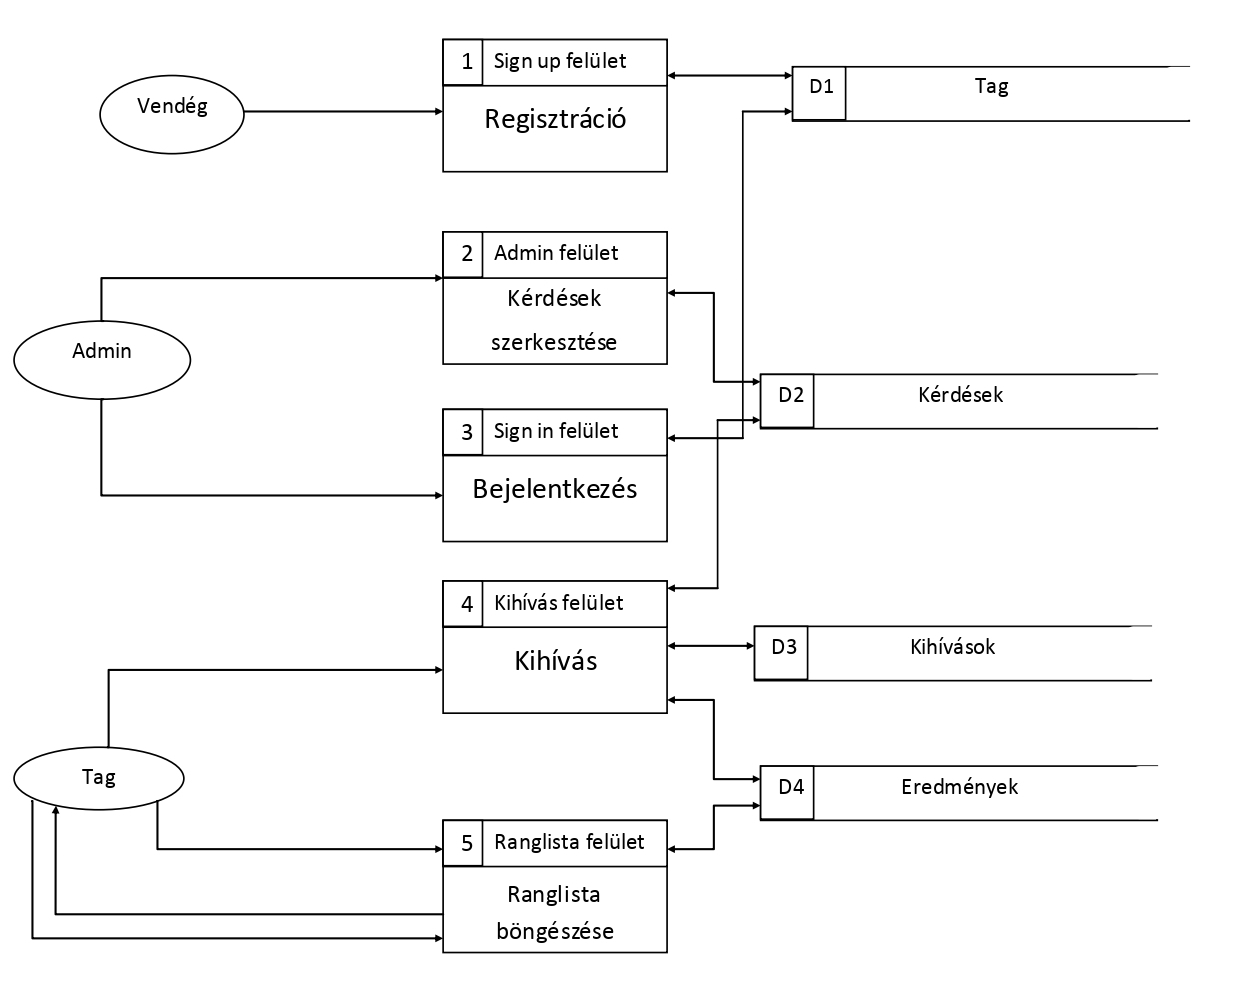 Vendég
1 Sign up felület
Regisztráció
D1 Tag
Admin
2 Admin felület
Kérdések
szerkesztése
D2 Kérdések
3 Sign in felület
Bejelentkezés
4 Kihívás felület
Kihívás
D3 Kihívások
Tag
D4 Eredmények
5 Ranglista felület
Ranglista
böngészése